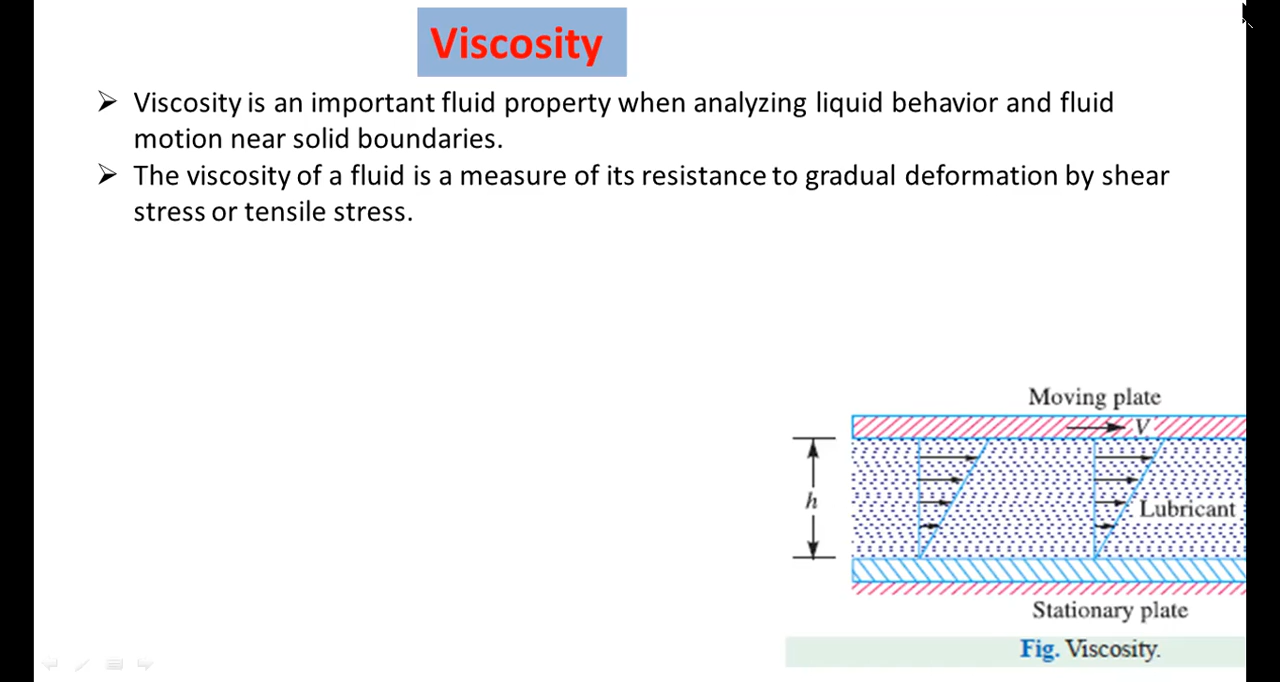 Viscosity
➢ Viscosity is an important fluid property when analyzing liquid behavior and fluid
motion near solid boundaries.
➢ The viscosity of a fluid is a measure of its resistance to gradual deformation by shear
stress or tensile stress.
Moving plate
V
h
Lubricant
Stationary plate
Fig. Viscosity.